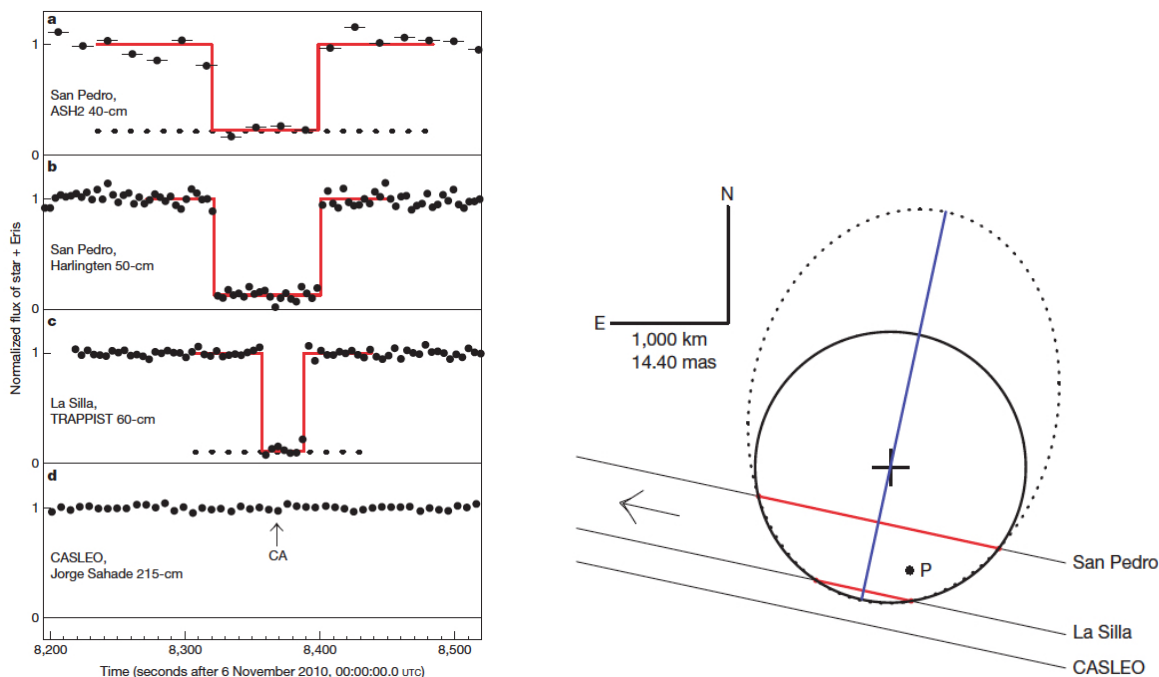 a
1
San Pedro,
ASH2 40-cm
0
b
1
San Pedro,
Harlingten 50-cm
0
c
1
La Silla,
TRAPPIST 60-cm
0
d
1
CA
CASLEO,
Jorge Sahade 215-cm
0
8,200 8,300 8,400 8,500
Time (seconds after 6 November 2010, 00:00:00.0 UTC)
Normalized flux of star + Eris
N
E
1,000 km
14.40 mas
P
San Pedro
La Silla
CASLEO